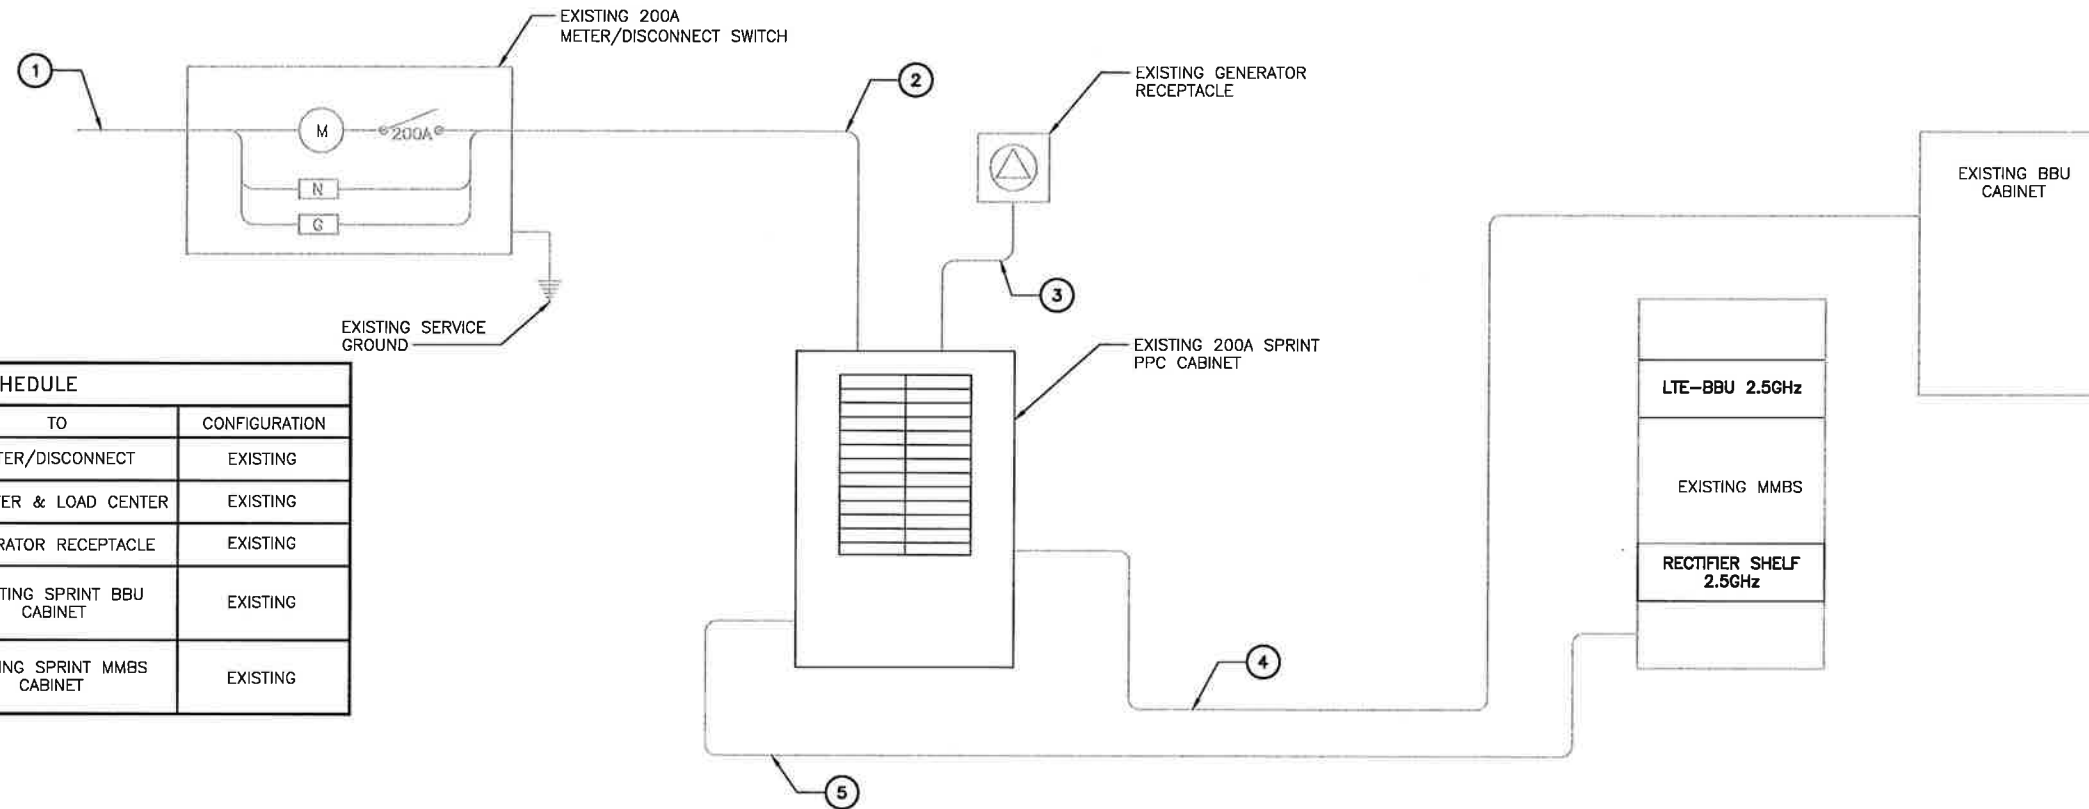 EXISTING 200A
METER/DISCONNECT SWITCH
1
2
EXISTING GENERATOR
RECEPTACLE
M
200A
N
G
EXISTING BBU
CABINET
3
EXISTING SERVICE
GROUND
EXISTING 200A SPRINT
PPC CABINET
LTE-BBU 2.5GHz
EXISTING MMBS
RECTIFIER SHELF
2.5GHz
4
5
HEDULE
TO
CONFIGURATION
TER/DISCONNECT
EXISTING
TER & LOAD CENTER
EXISTING
RATOR RECEPTACLE
EXISTING
TING SPRINT BBU
CABINET
EXISTING
ING SPRINT MMBS
CABINET
EXISTING